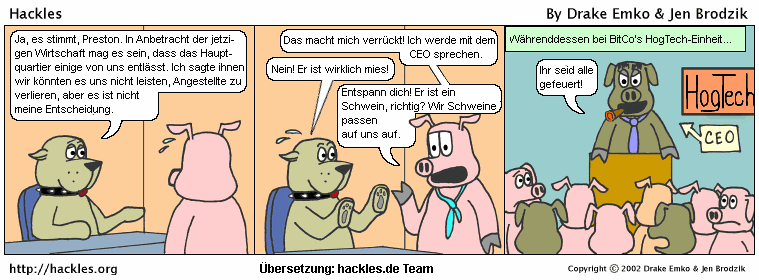 Hackles
By Drake Emko & Jen Brodzik
Ja, es stimmt, Preston. In Anbetracht der jetzi-
gen Wirtschaft mag es sein, dass das Haupt-
quartier einige von uns entlässt. Ich sagte ihnen
wir könnten es uns nicht leisten, Angestellte zu
verlieren, aber es ist nicht
meine Entscheidung.
Das macht mich verrückt! Ich werde mit dem
CEO sprechen.
Nein! Er ist wirklich mies!
Entspann dich! Er ist ein
Schwein, richtig? Wir Schweine
passen
auf uns auf.
Währenddessen bei BitCo's HogTech-Einheit...
Ihr seid alle
gefeuert!
HogTech
CEO
http://hackles.org
Übersetzung: hackles.de Team
Copyright © 2002 Drake Emko & Jen Brodzik